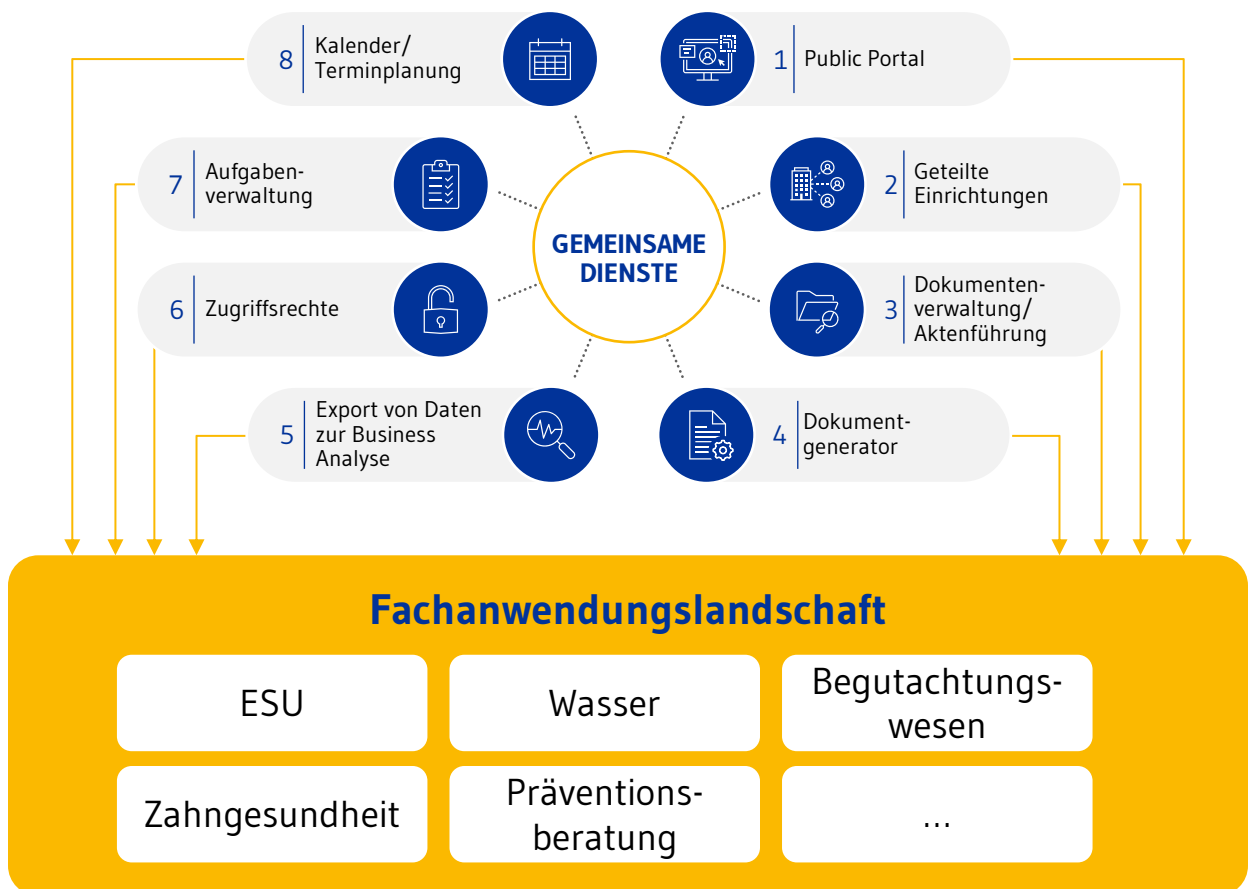 GEMEINSAME
DIENSTE
1 Public Portal
2 Geteilte
Einrichtungen
3 Dokumenten-
verwaltung/
Aktenführung
4 Dokument-
generator
5 Export von Daten
zur Business
Analyse
6 Zugriffsrechte
7 Aufgaben-
verwaltung
8 Kalender/
Terminplanung
Fachanwendungslandschaft
ESU
Wasser
Begutachtungs-
wesen
Zahngesundheit
Präventions-
beratung
...